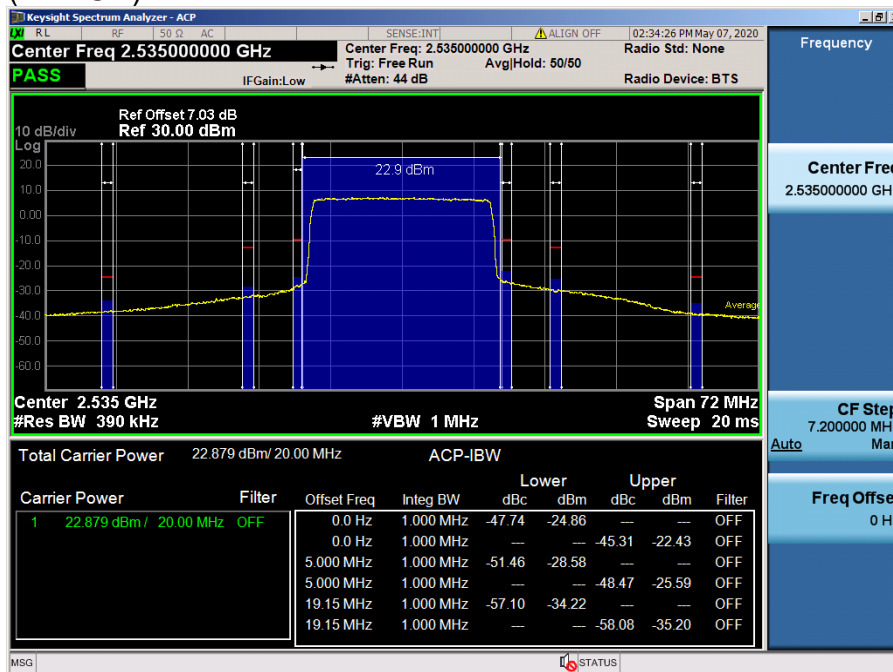 Keysight Spectrum Analyzer - ACP
LXI RL RF 50 Ω AC SENSE:INT ALIGN OFF 02:34:26 PM May 07, 2020
Center Freq 2.535000000 GHz Center Freq: 2.535000000 GHz Radio Std: None
Trig: Free Run Avg|Hold: 50/50
PASS IFGain:Low #Atten: 44 dB Radio Device: BTS
Ref Offset 7.03 dB
10 dB/div Ref 30.00 dBm
Log
22.9 dBm
20.0
10.0
0.00
-10.0
-20.0
-30.0
Average
-40.0
-50.0
-60.0
Center 2.535 GHz Span 72 MHz
#Res BW 390 kHz #VBW 1 MHz Sweep 20 ms
Total Carrier Power 22.879 dBm/ 20.00 MHz ACP-IBW
Lower Upper
Carrier Power Filter Offset Freq Integ BW dBc dBm dBc dBm Filter
1 22.879 dBm / 20.00 MHz OFF 0.0 Hz 1.000 MHz -47.74 -24.86 --- --- OFF
0.0 Hz 1.000 MHz --- --- -45.31 -22.43 OFF
5.000 MHz 1.000 MHz -51.46 -28.58 --- --- OFF
5.000 MHz 1.000 MHz --- --- -48.47 -25.59 OFF
19.15 MHz 1.000 MHz -57.10 -34.22 --- --- OFF
19.15 MHz 1.000 MHz --- --- -58.08 -35.20 OFF
MSG STATUS
Frequency
Center Fre
2.535000000 GH
CF Step
7.200000 MH
Auto Ma
Freq Offse
0 H